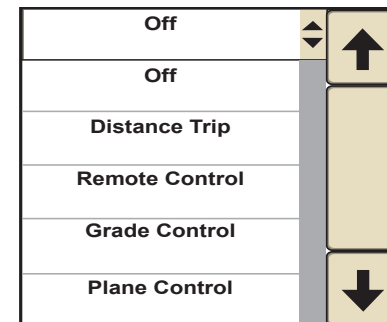 Off
Off
Distance Trip
Remote Control
Grade Control
Plane Control